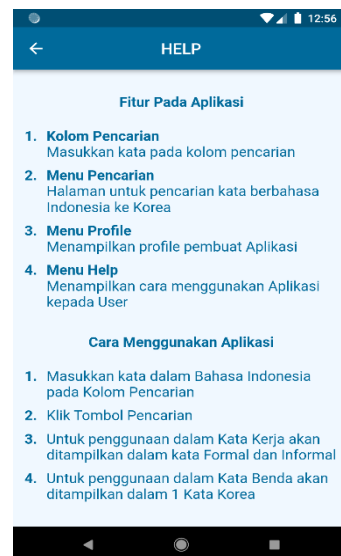 12:56
HELP
Fitur Pada Aplikasi
1. Kolom Pencarian
Masukkan kata pada kolom pencarian
2. Menu Pencarian
Halaman untuk pencarian kata berbahasa
Indonesia ke Korea
3. Menu Profile
Menampilkan profile pembuat Aplikasi
4. Menu Help
Menampilkan cara menggunakan Aplikasi
kepada User
Cara Menggunakan Aplikasi
1. Masukkan kata dalam Bahasa Indonesia
pada Kolom Pencarian
2. Klik Tombol Pencarian
3. Untuk penggunaan dalam Kata Kerja akan
ditampilkan dalam kata Formal dan Informal
4. Untuk penggunaan dalam Kata Benda akan
ditampilkan dalam 1 Kata Korea